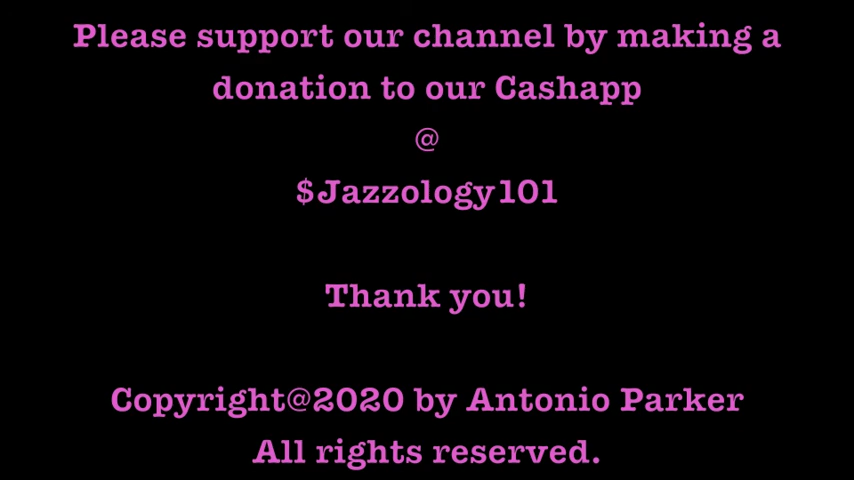 Please support our channel by making a
donation to our Cashapp
@
$Jazzology101
Thank you!
Copyright@2020 by Antonio Parker
All rights reserved.